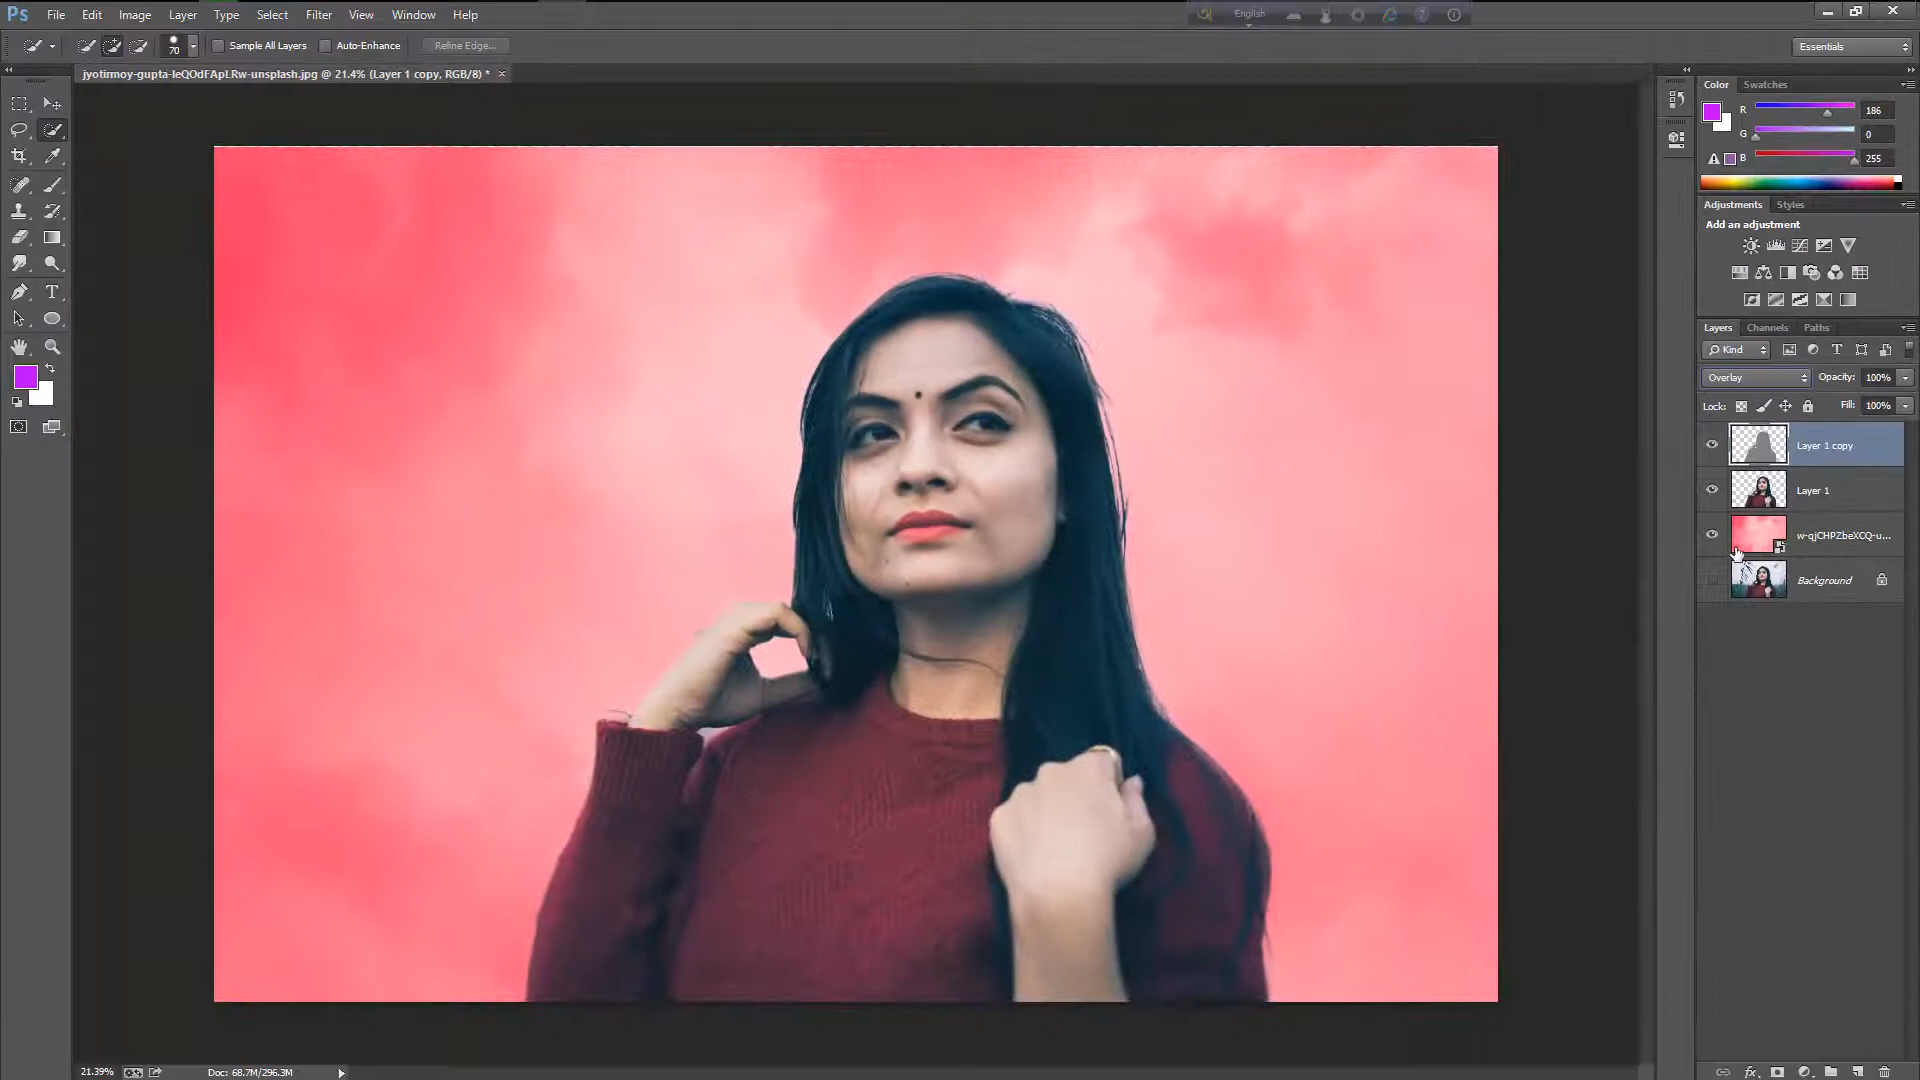 Ps File Edit Image Layer Type Select Filter View Window Help
English
70 Sample All Layers Auto-Enhance Refine Edge... Essentials
jyotirmoy-gupta-IeQOdFApLRw-unsplash.jpg @ 21.4% (Layer 1 copy, RGB/8) *
Color Swatches
R 186
G 0
B 255
Adjustments Styles
Add an adjustment
Layers Channels Paths
Kind
Overlay Opacity: 100%
Lock: Fill: 100%
Layer 1 copy
Layer 1
w-qjCHPZbeXCQ-u...
Background
21.39% Doc: 68.7M/296.3M